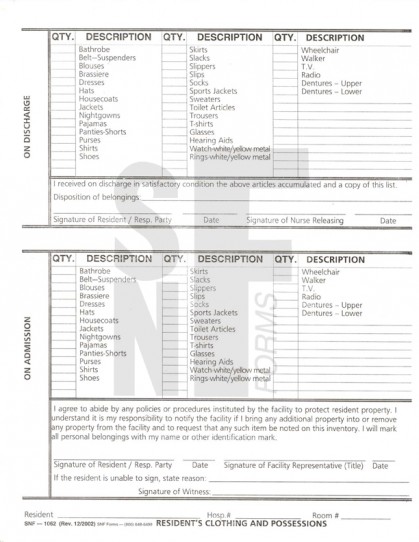 ON DISCHARGE
QTY. DESCRIPTION QTY. DESCRIPTION QTY. DESCRIPTION
Bathrobe Skirts Wheelchair
Belt—Suspenders Slacks Walker
Blouses Slippers T.V.
Brassiere Slips Radio
Dresses Socks Dentures – Upper
Hats Sports Jackets Dentures – Lower
Housecoats Sweaters
Jackets Toilet Articles
Nightgowns Trousers
Pajamas T-shirts
Panties-Shorts Glasses
Purses Hearing Aids
Shirts Watch-white/yellow metal
Shoes Rings-white/yellow metal
I received on discharge in satisfactory condition the above articles accumulated and a copy of this list.
Disposition of belongings
Signature of Resident / Resp. Party Date Signature of Nurse Releasing Date
ON ADMISSION
QTY. DESCRIPTION QTY. DESCRIPTION QTY. DESCRIPTION
Bathrobe Skirts Wheelchair
Belt—Suspenders Slacks Walker
Blouses Slippers T.V.
Brassiere Slips Radio
Dresses Socks Dentures – Upper
Hats Sports Jackets Dentures – Lower
Housecoats Sweaters
Jackets Toilet Articles
Nightgowns Trousers
Pajamas T-shirts
Panties-Shorts Glasses
Purses Hearing Aids
Shirts Watch-white/yellow metal
Shoes Rings-white/yellow metal
I agree to abide by any policies or procedures instituted by the facility to protect resident property. I
understand it is my responsibility to notify the facility if I bring any additional property into or remove
any property from the facility and to request that any such item be noted on this inventory. I will mark
all personal belongings with my name or other identification mark.
Signature of Resident / Resp. Party Date Signature of Facility Representative (Title) Date
If the resident is unable to sign, state reason:
Signature of Witness:
Resident Hosp.# Room #
SNF — 1062 (Rev. 12/2002) SNF Forms — RESIDENT'S CLOTHING AND POSSESSIONS
FORMS